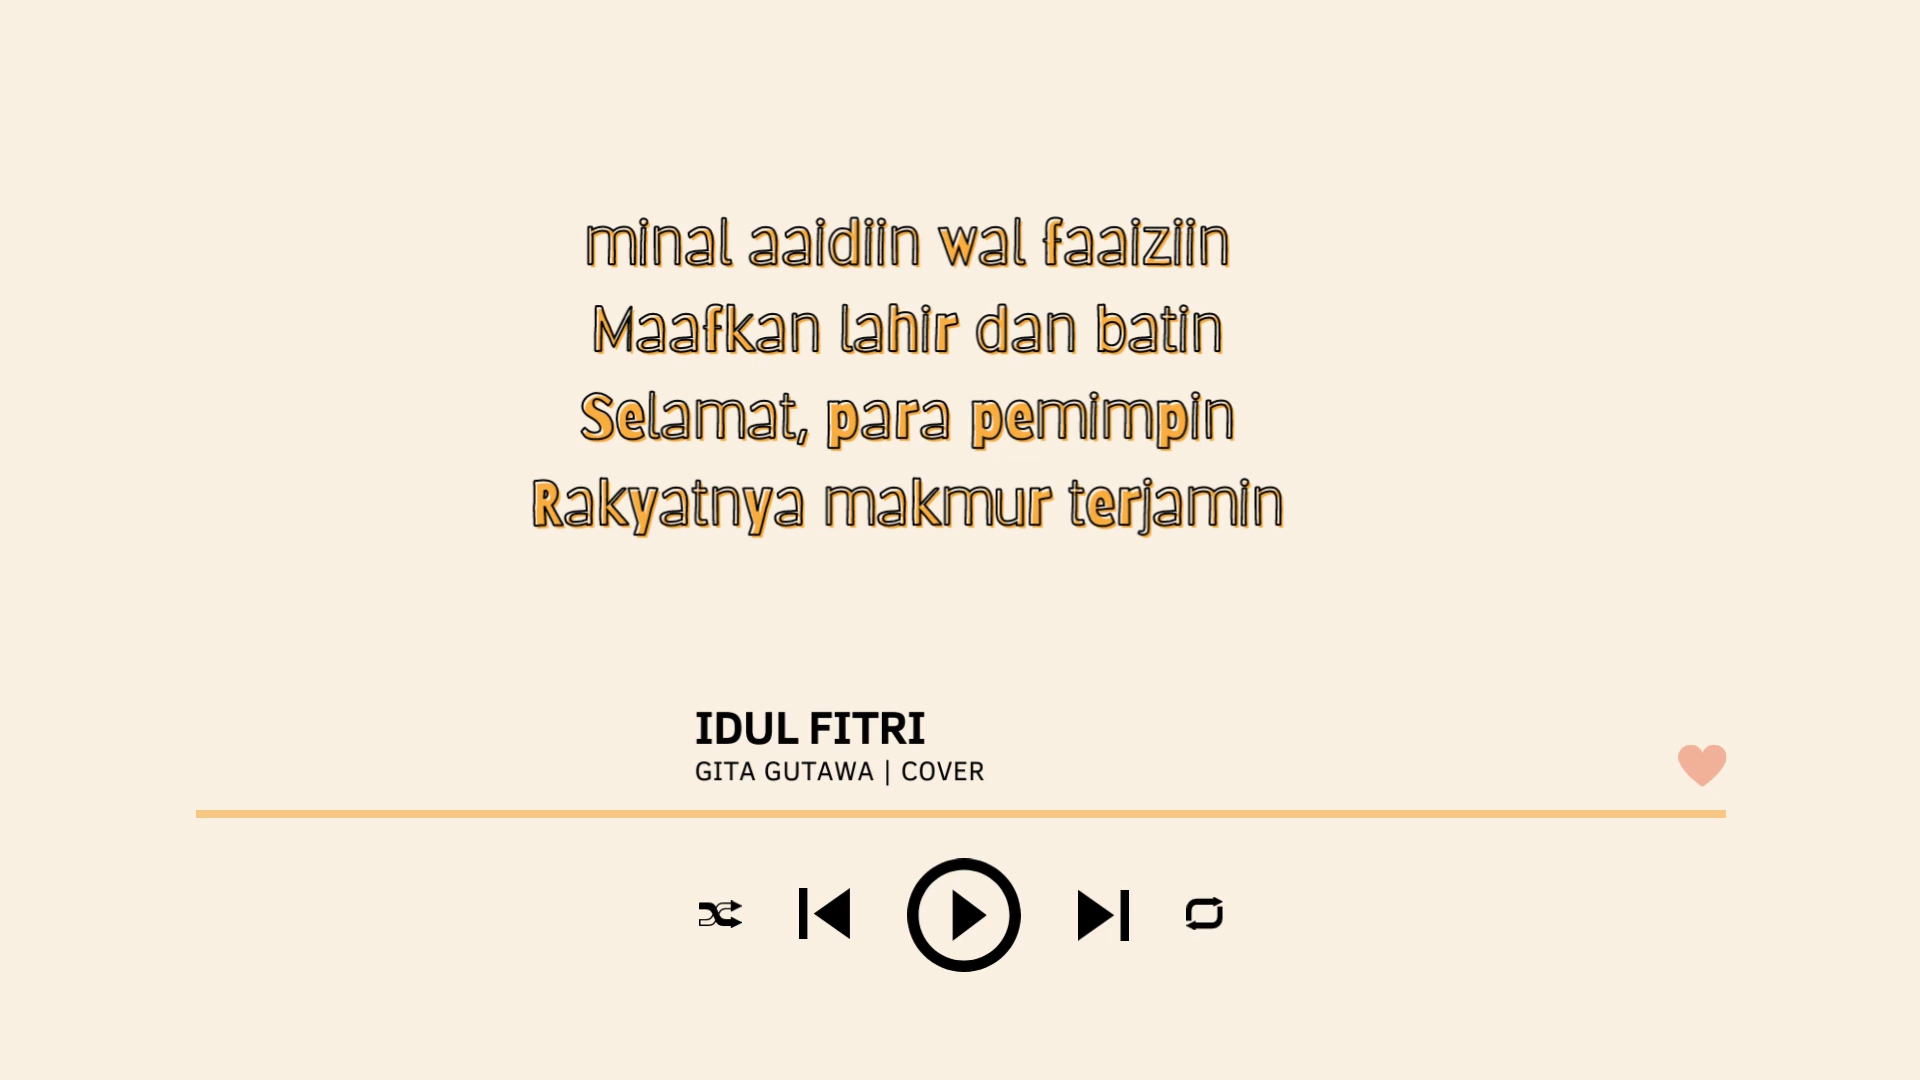 minal aaidiin wal faaiziin
Maafkan lahir dan batin
Selamat, para pemimpin
Rakyatnya makmur terjamin
IDUL FITRI
GITA GUTAWA | COVER